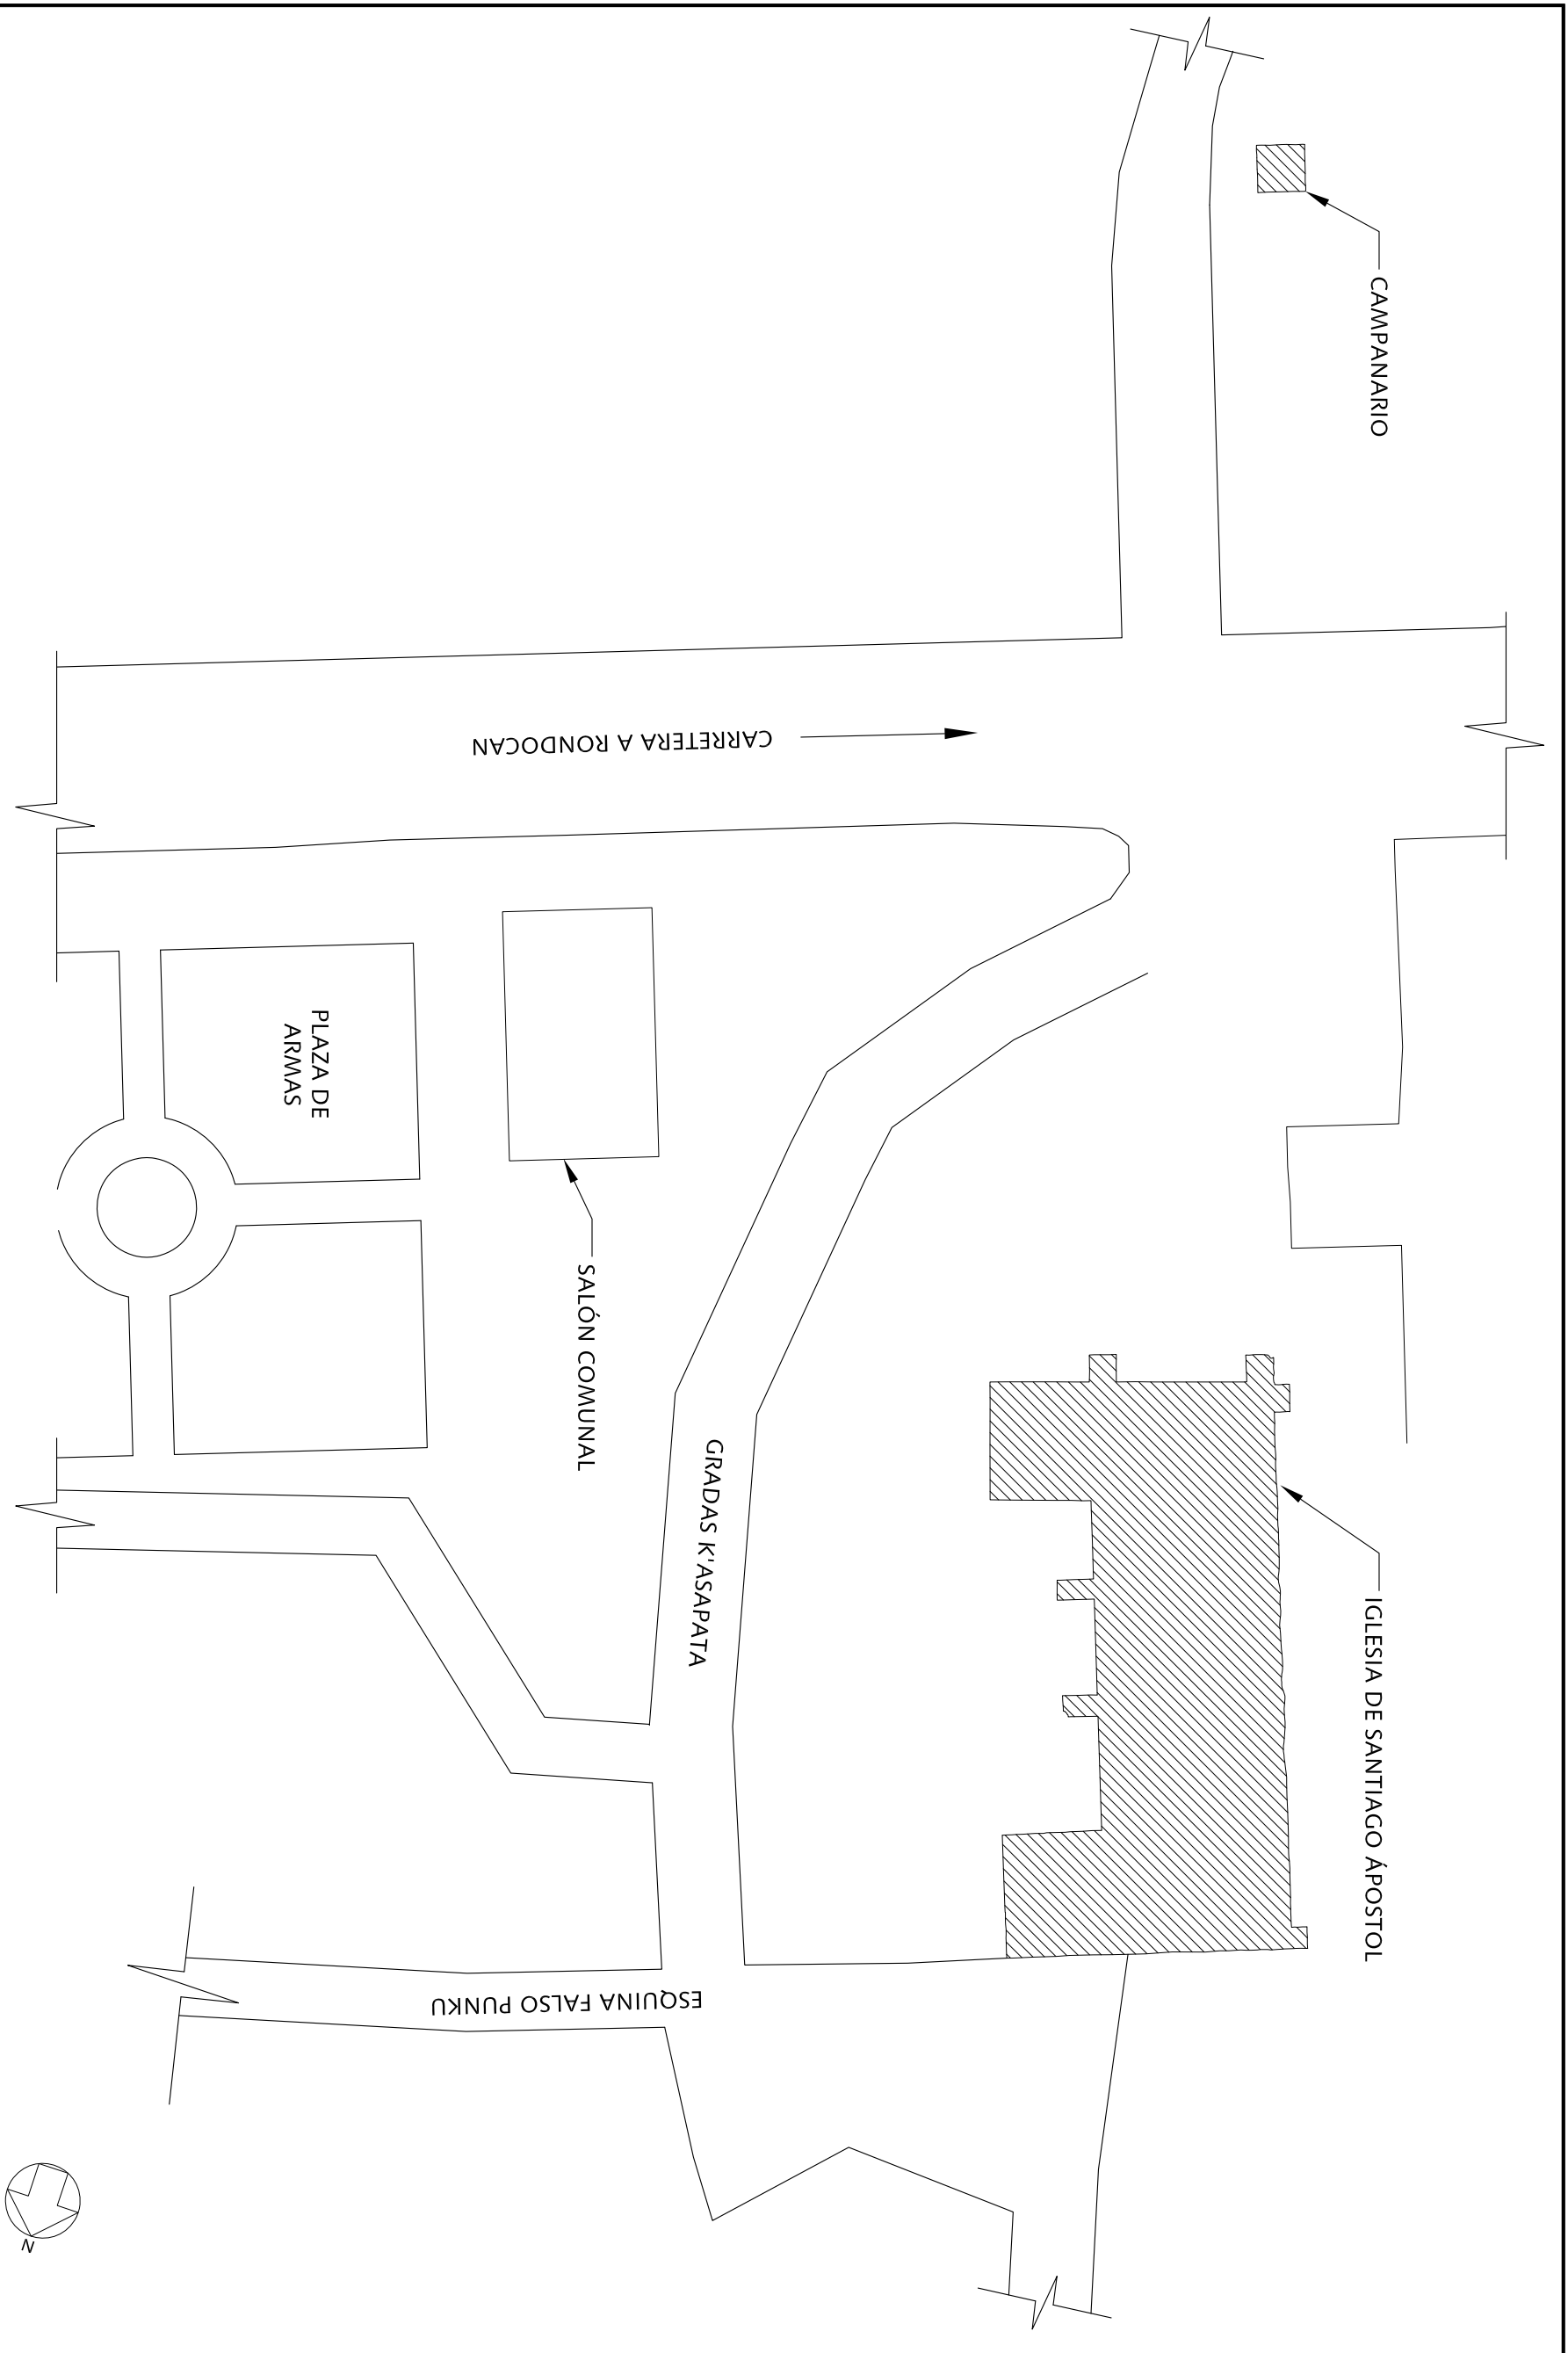 CAMPANARIO
IGLESIA DE SANTIAGO ÁPOSTOL
CARRETERA A RONDOCAN
GRADAS K'ASAPATA
SALÓN COMUNAL
PLAZA DE
ARMAS
ESQUINA FALSO PUNKU
N